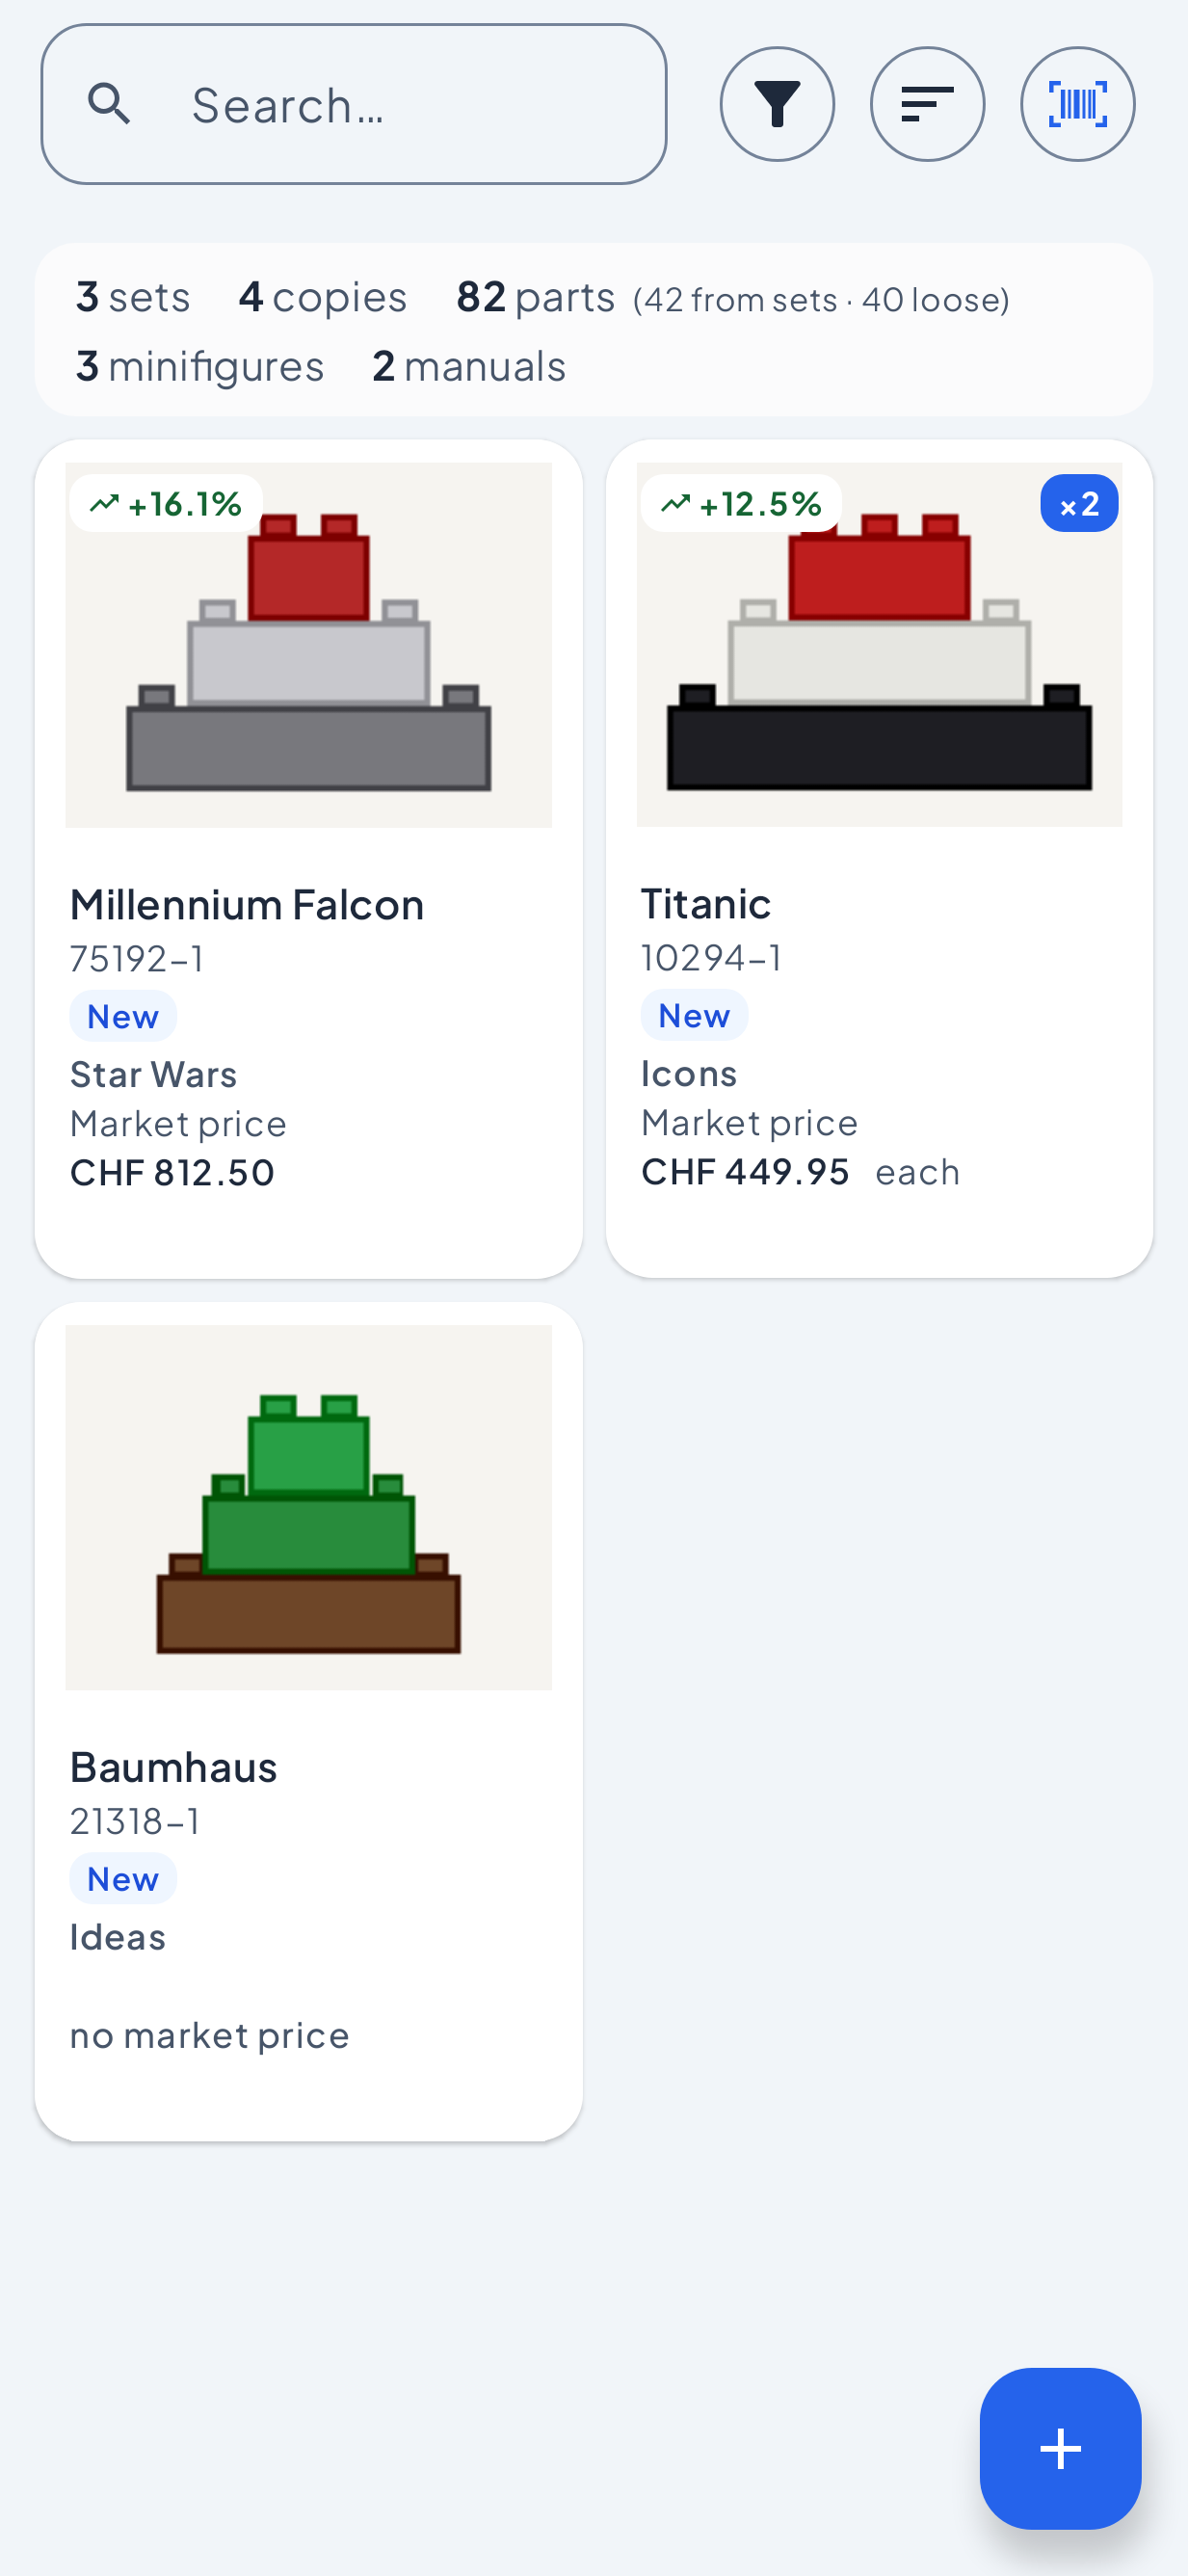 Search...
3 sets 4 copies 82 parts (42 from sets · 40 loose)
3 minifigures 2 manuals
+16.1%
Millennium Falcon
75192-1
New
Star Wars
Market price
CHF 812.50
+12.5% ×2
Titanic
10294-1
New
Icons
Market price
CHF 449.95 each
Baumhaus
21318-1
New
Ideas
no market price